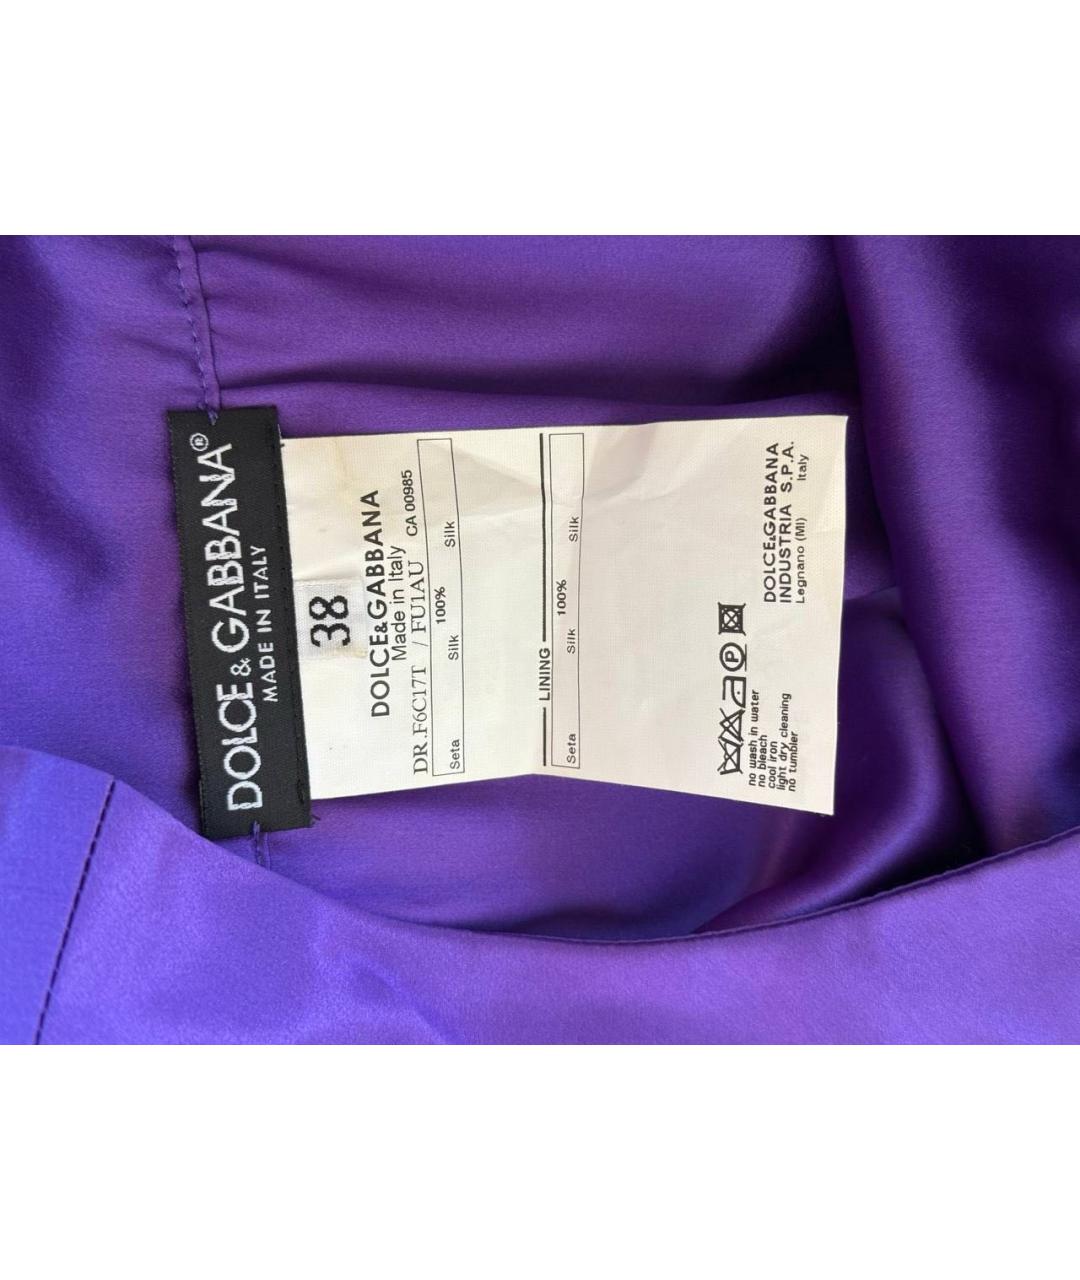 DOLCE & GABBANA®
MADE IN ITALY
38
DOLCE&GABBANA
Made in Italy CA 00985
DR.F6C17T / FU1AU
100%
Seta Silk Silk
LINING
100%
Seta Silk Silk
no wash in water
no bleach
cool iron
light dry cleaning
no tumbler
DOLCE&GABBANA
INDUSTRIA S.P.A.
Legnano (MI) Italy